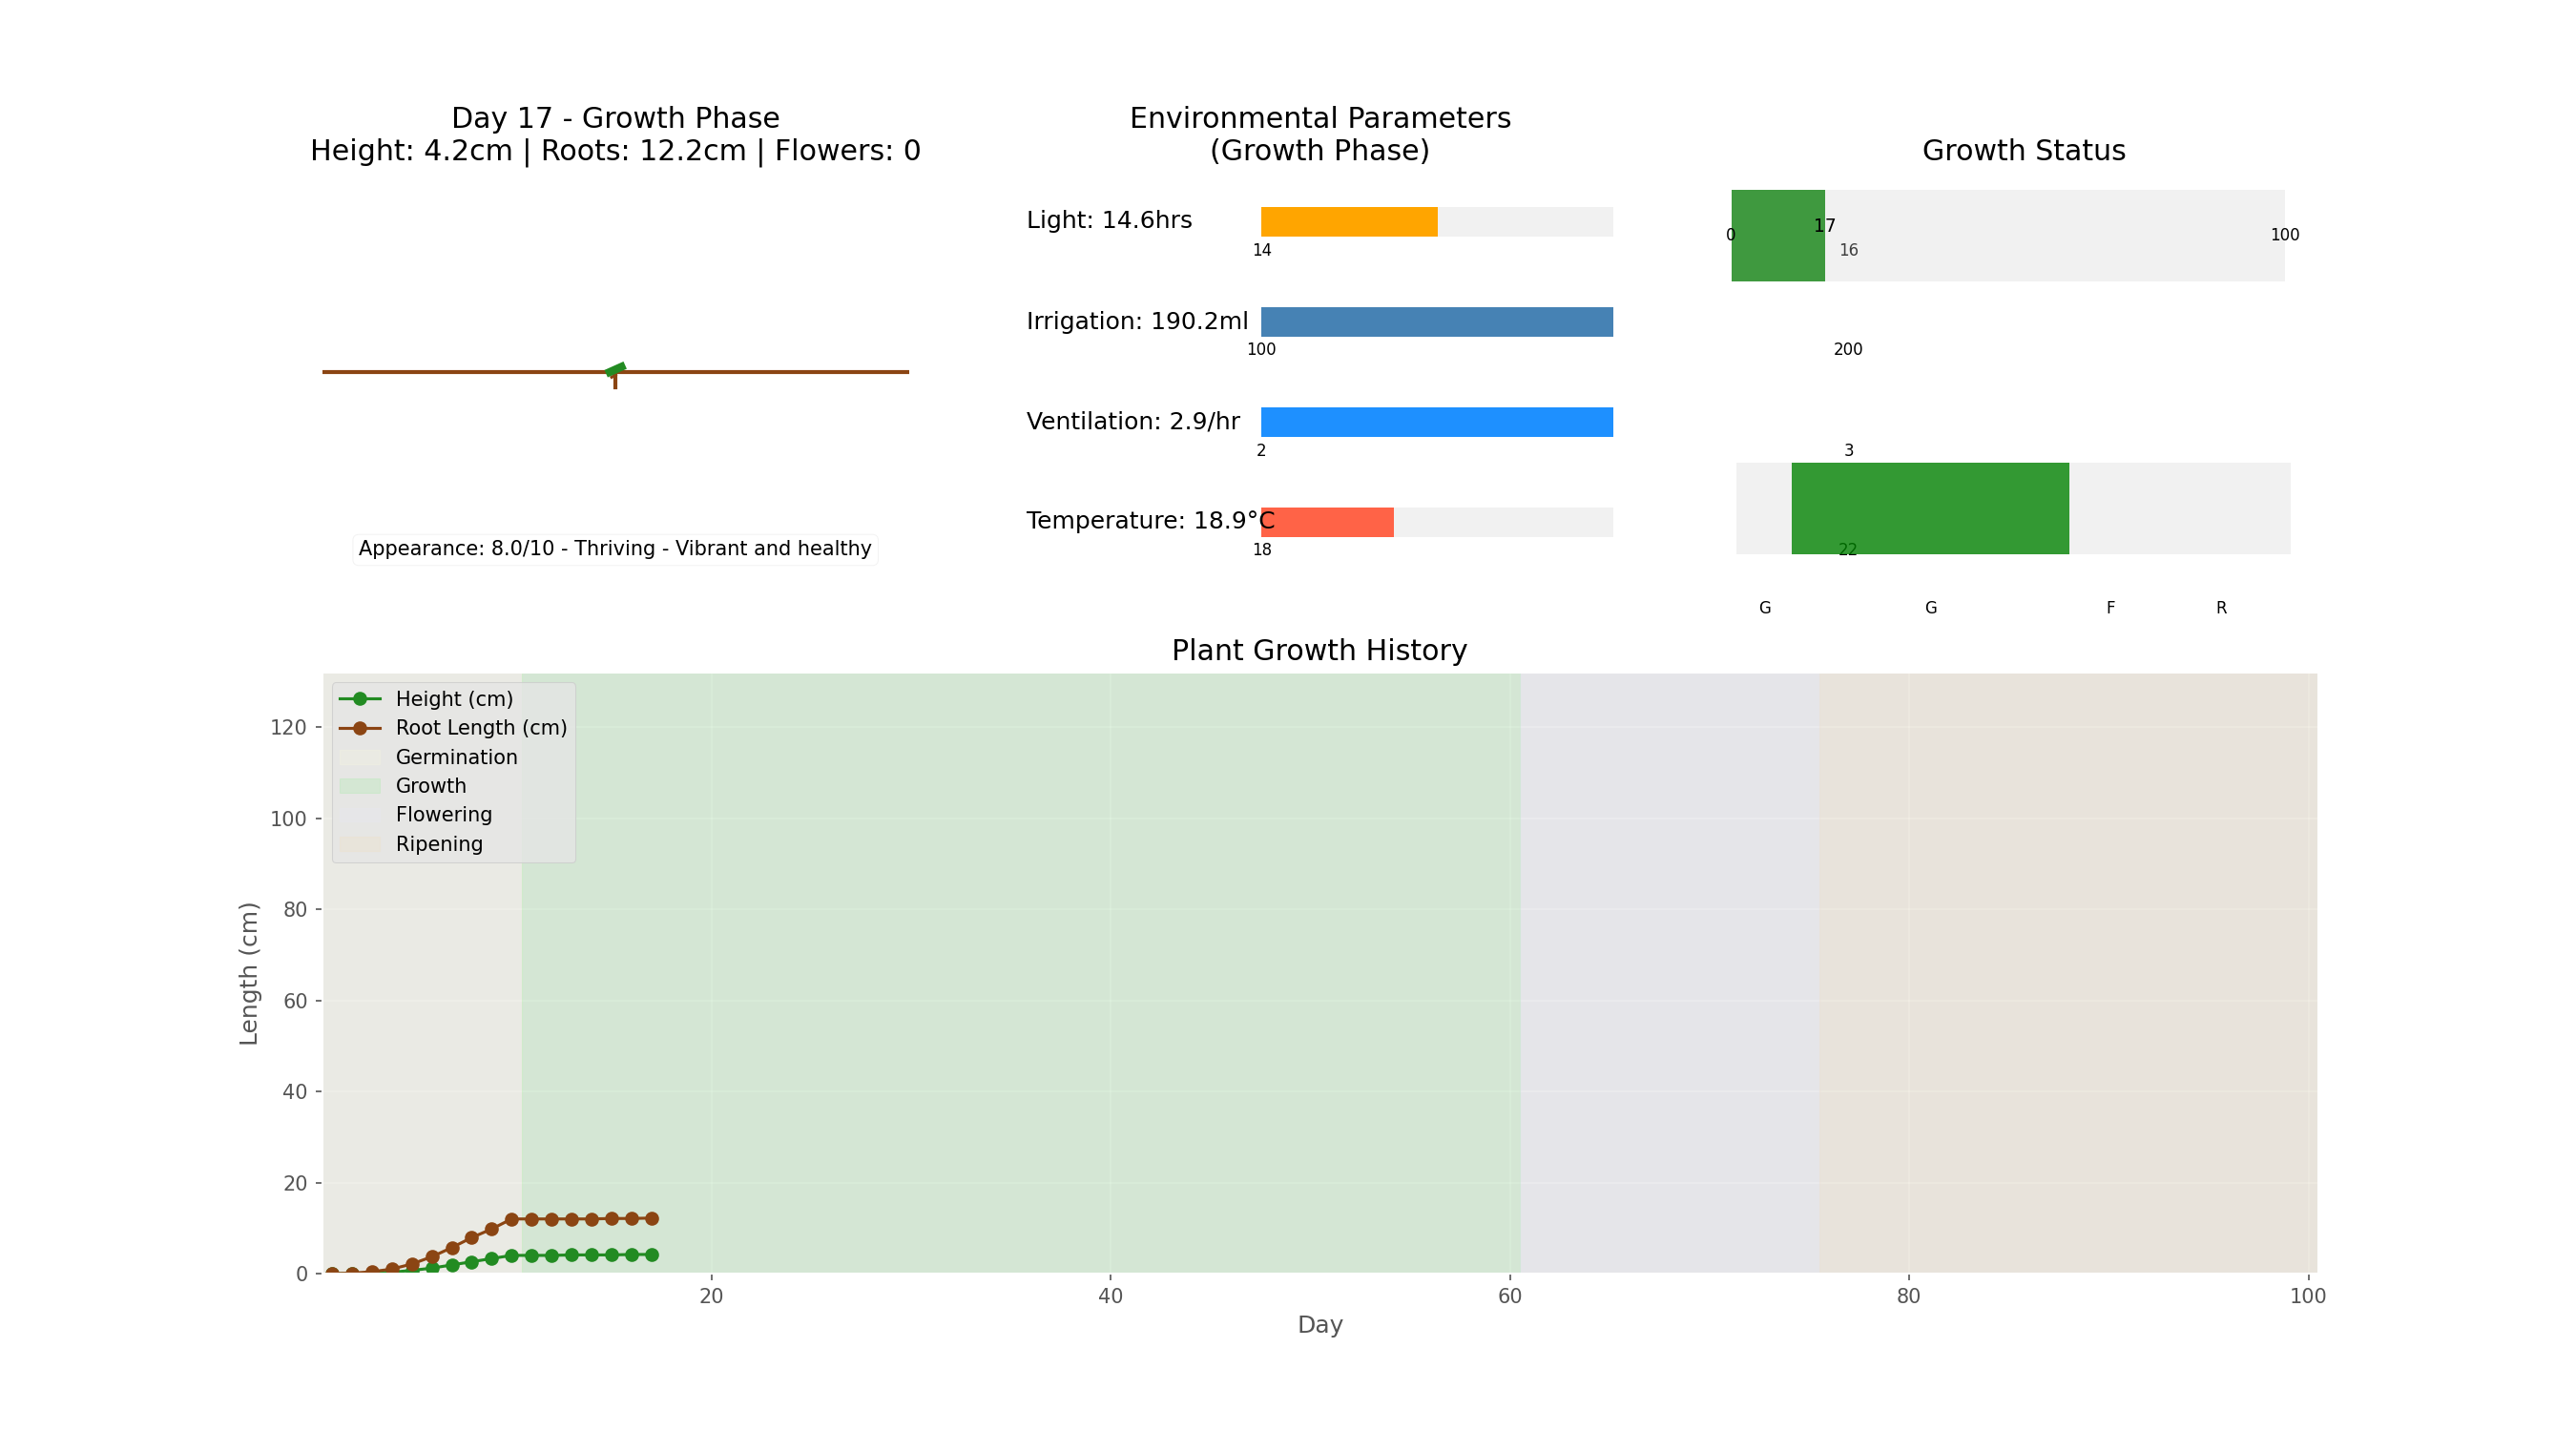 Day 17 - Growth Phase
Height: 4.2cm | Roots: 12.2cm | Flowers: 0
Appearance: 8.0/10 - Thriving - Vibrant and healthy
Environmental Parameters
(Growth Phase)
Light: 14.6hrs
14
16
Irrigation: 190.2ml
100
200
Ventilation: 2.9/hr
2
3
Temperature: 18.9°C
18
22
Growth Status
0
17
100
G
G
F
R
Plant Growth History
Height (cm)
Root Length (cm)
Germination
Growth
Flowering
Ripening
Length (cm)
120
100
80
60
40
20
0
20
40
60
80
100
Day